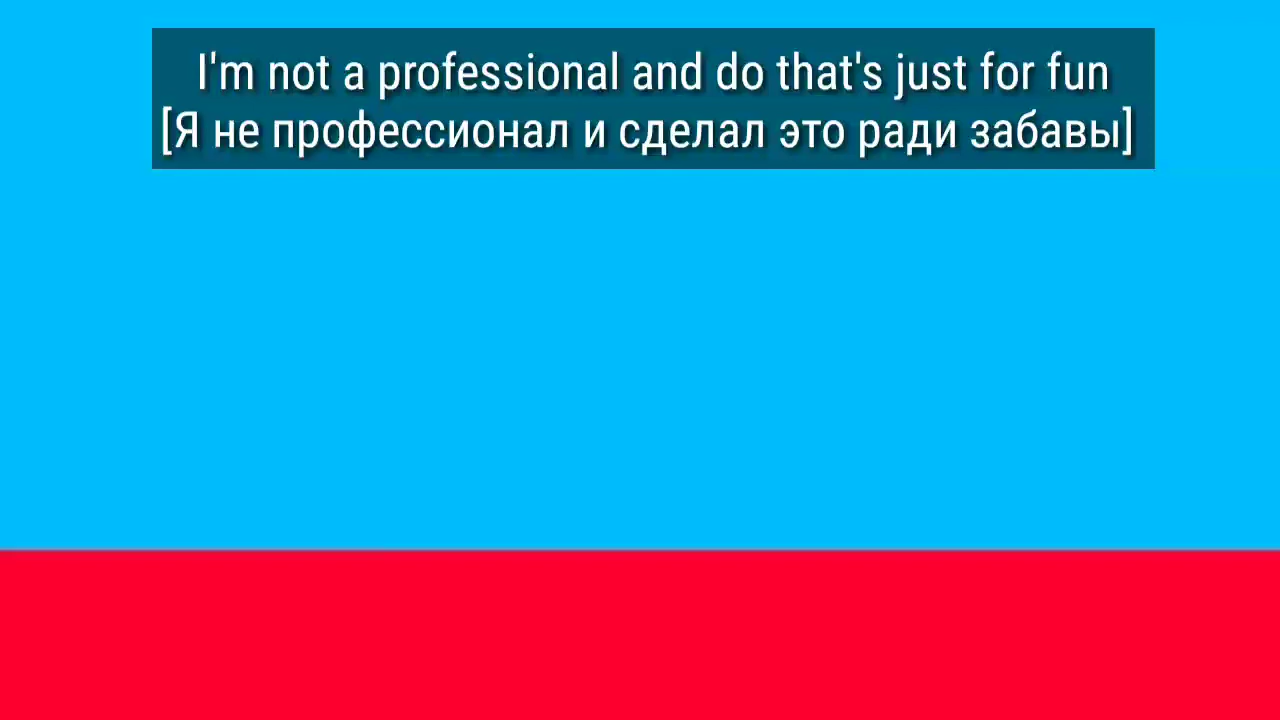 I'm not a professional and do that's just for fun
[Я не профессионал и сделал это ради забавы]